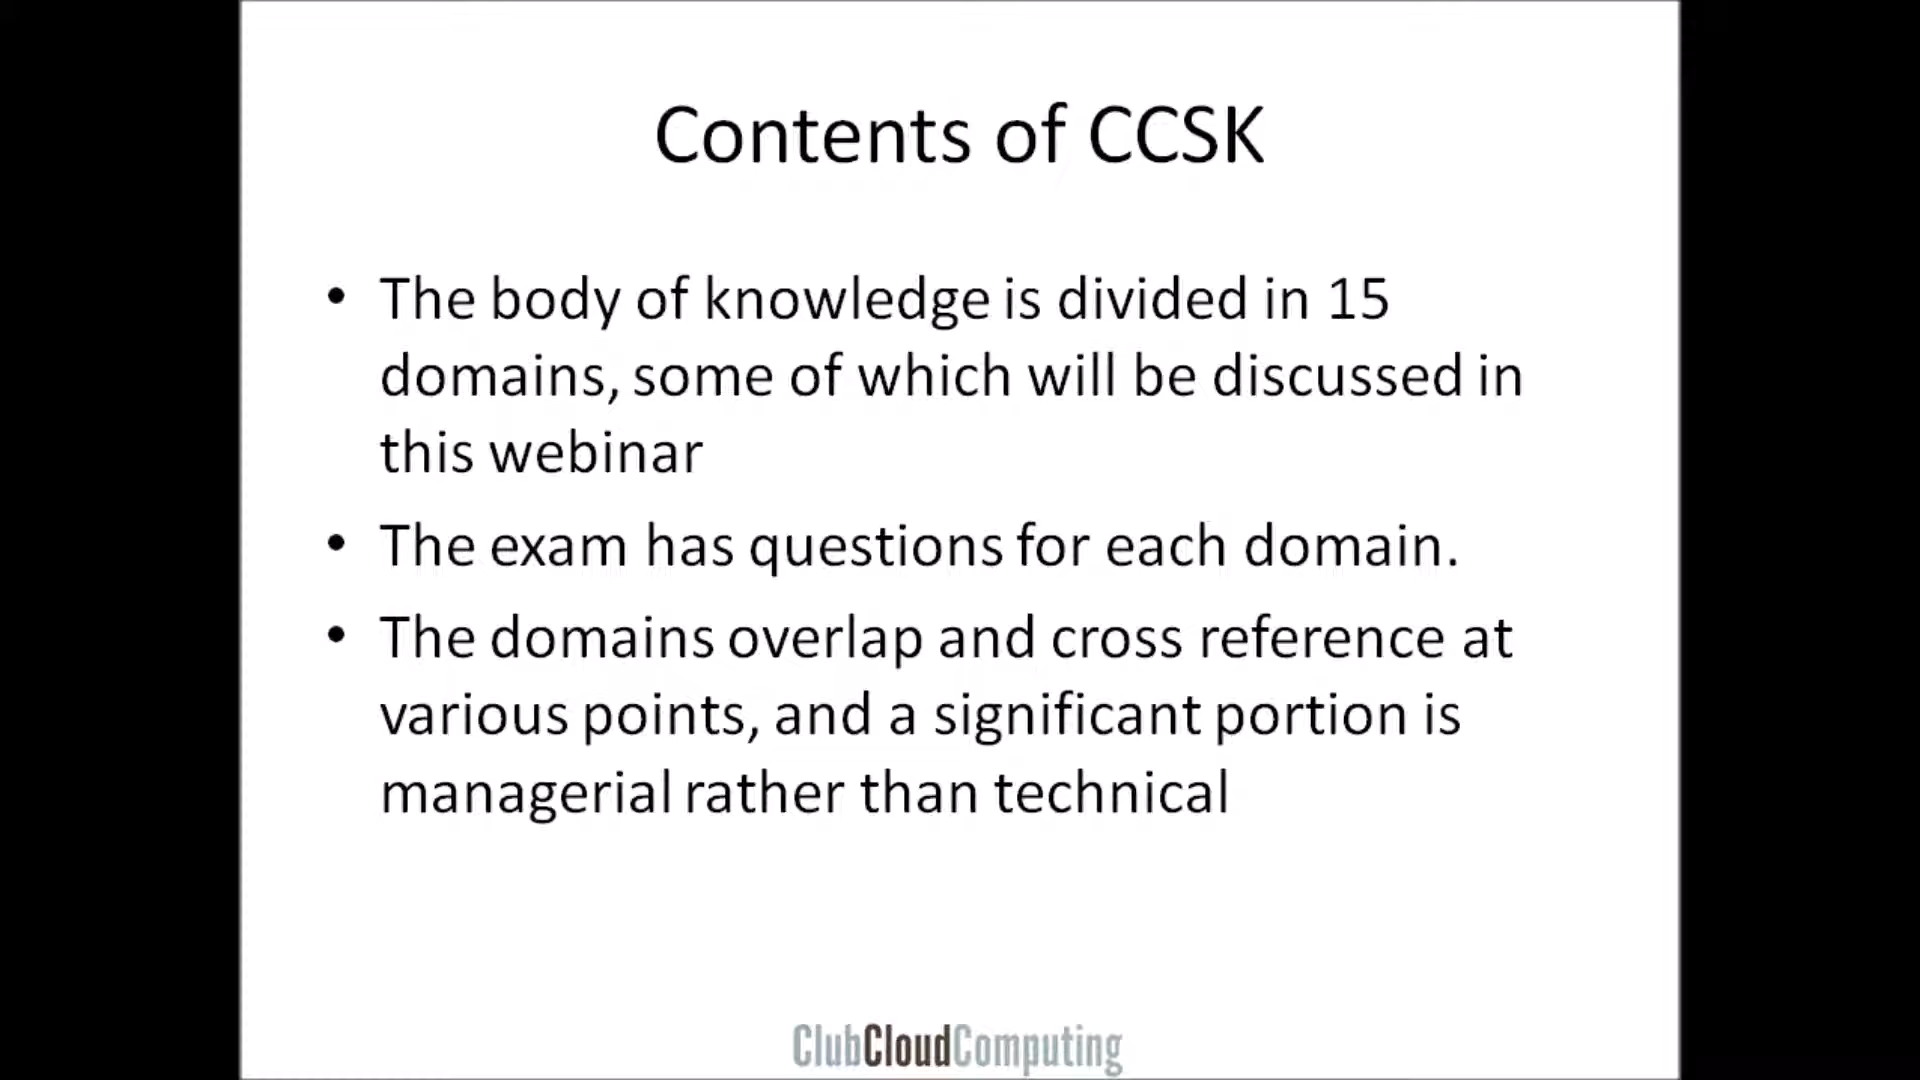 Contents of CCSK
• The body of knowledge is divided in 15
domains, some of which will be discussed in
this webinar
• The exam has questions for each domain.
• The domains overlap and cross reference at
various points, and a significant portion is
managerial rather than technical
ClubCloudComputing